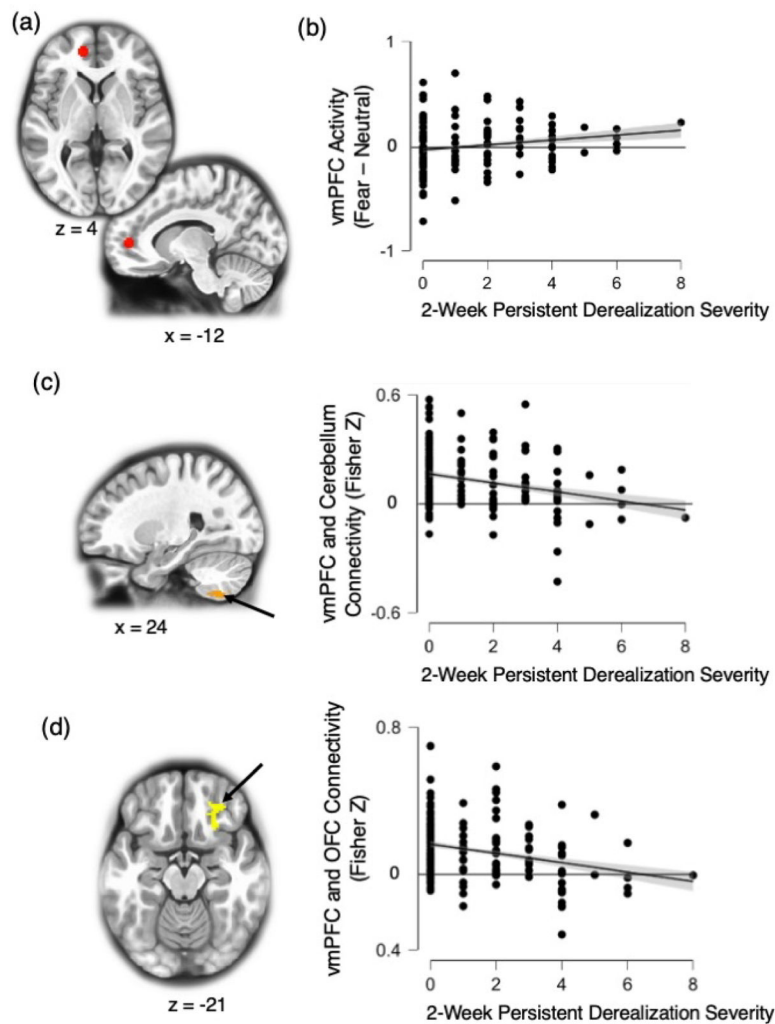 (a)
z = 4
x = -12
(b)
vmPFC Activity
(Fear – Neutral)
1
0
-1
0 2 4 6 8
2-Week Persistent Derealization Severity
(c)
x = 24
vmPFC and Cerebellum
Connectivity (Fisher Z)
0.6
0
-0.6
0 2 4 6 8
2-Week Persistent Derealization Severity
(d)
z = -21
vmPFC and OFC Connectivity
(Fisher Z)
0.8
0
0.4
0 2 4 6 8
2-Week Persistent Derealization Severity